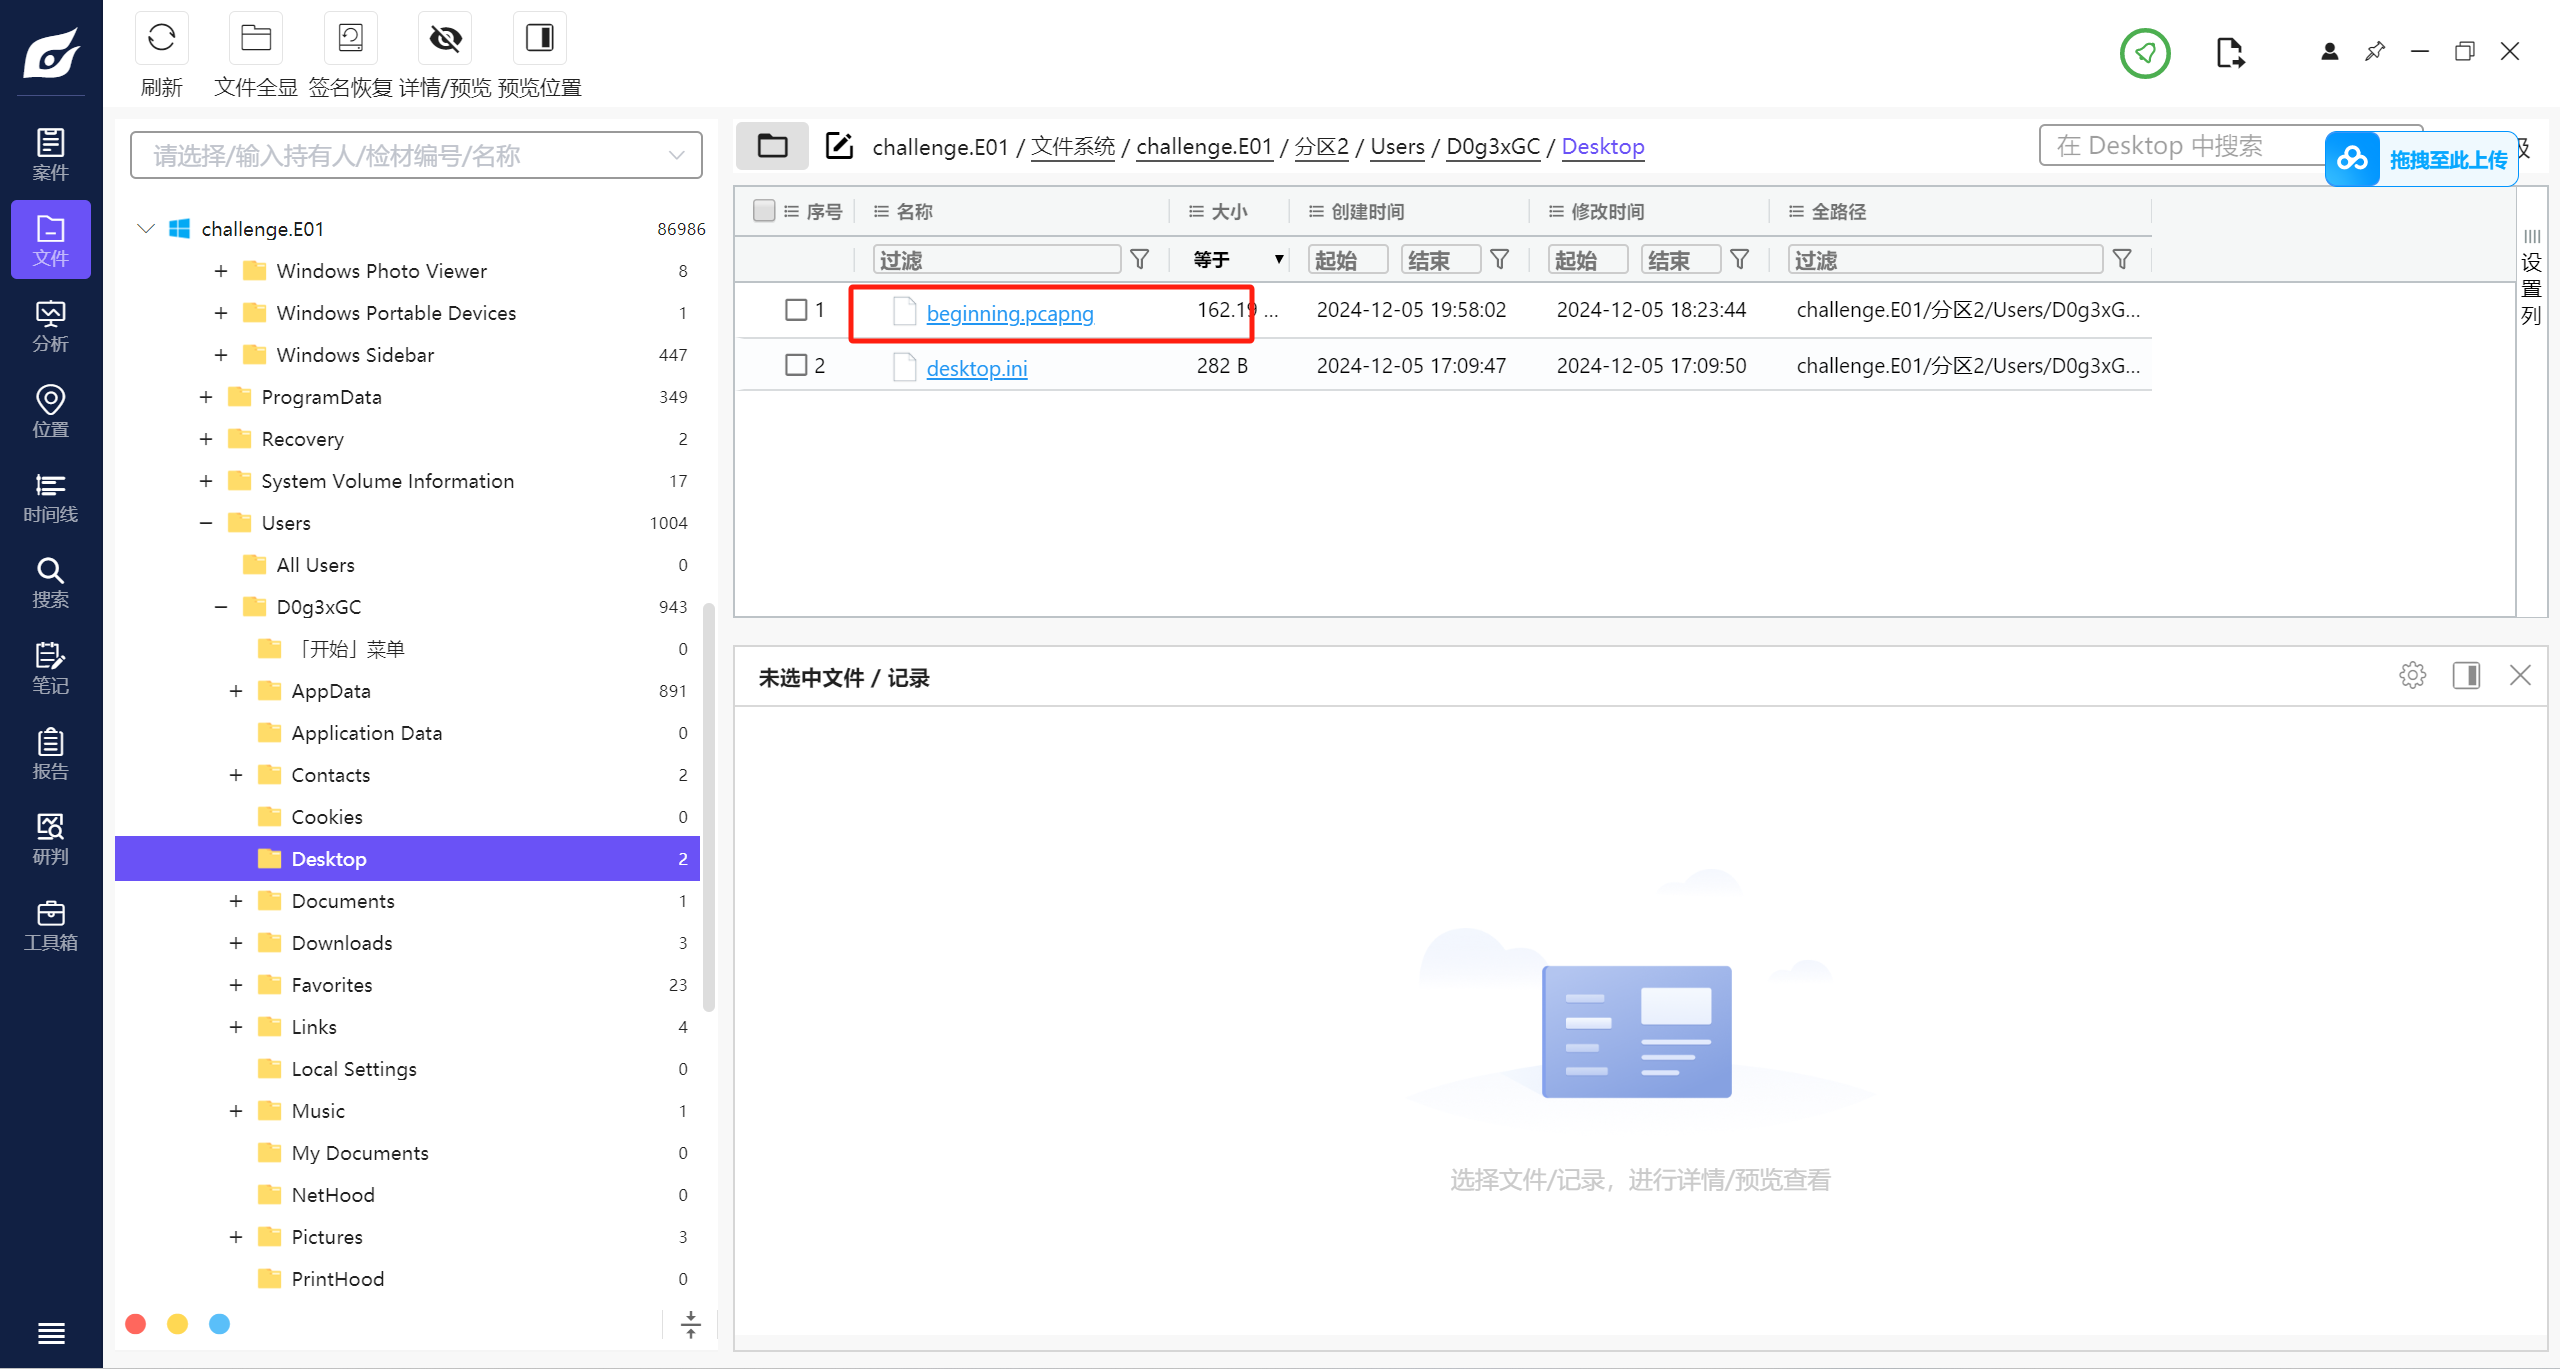 刷新
文件全显
签名恢复
详情/预览
预览位置
案件
文件
分析
位置
时间线
搜索
笔记
报告
研判
工具箱
请选择/输入持有人/检材编号/名称
challenge.E01 86986
Windows Photo Viewer 8
Windows Portable Devices 1
Windows Sidebar 447
ProgramData 349
Recovery 2
System Volume Information 17
Users 1004
All Users 0
D0g3xGC 943
「开始」菜单 0
AppData 891
Application Data 0
Contacts 2
Cookies 0
Desktop 2
Documents 1
Downloads 3
Favorites 23
Links 4
Local Settings 0
Music 1
My Documents 0
NetHood 0
Pictures 3
PrintHood 0
challenge.E01 / 文件系统 / challenge.E01 / 分区2 / Users / D0g3xGC / Desktop
在 Desktop 中搜索
拖拽至此上传
序号 名称 大小 创建时间 修改时间 全路径
过滤 等于 起始 结束 起始 结束 过滤
1 beginning.pcapng 162.19 ... 2024-12-05 19:58:02 2024-12-05 18:23:44 challenge.E01/分区2/Users/D0g3xG...
2 desktop.ini 282 B 2024-12-05 17:09:47 2024-12-05 17:09:50 challenge.E01/分区2/Users/D0g3xG...
设置列
未选中文件 / 记录
选择文件/记录，进行详情/预览查看